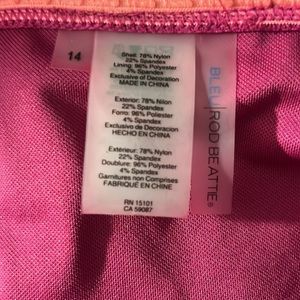 14
Shell: 78% Nylon
22% Spandex
Lining: 96% Polyester
4% Spandex
Exclusive of Decoration
MADE IN CHINA
Exterior: 78% Nilon
22% Spandex
Forro: 96% Poliester
4% Spandex
Exclusive de Decoracion
HECHO EN CHINA
Extérieur: 78% Nylon
22% Spandex
Doublure: 96% Polyester
4% Spandex
Garnitures non Comprises
FABRIQUÉ EN CHINE
RN 15101
CA 59087
BLEU|ROD BEATTIE®